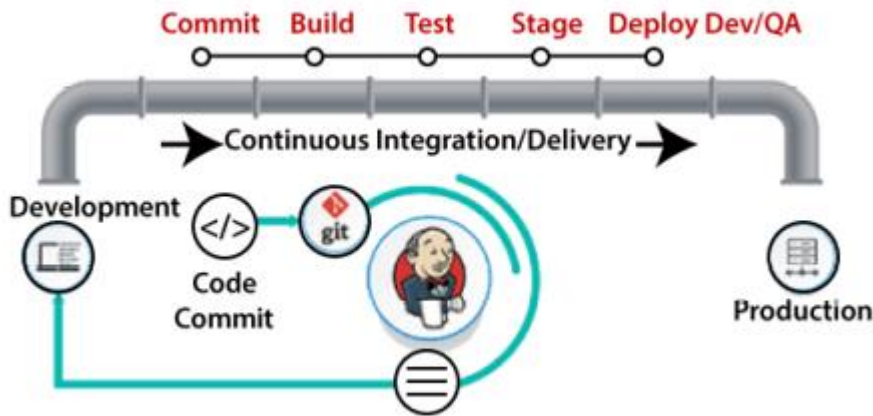 Commit Build Test Stage Deploy Dev/QA
Continuous Integration/Delivery
Development
</>
git
Code
Commit
Production